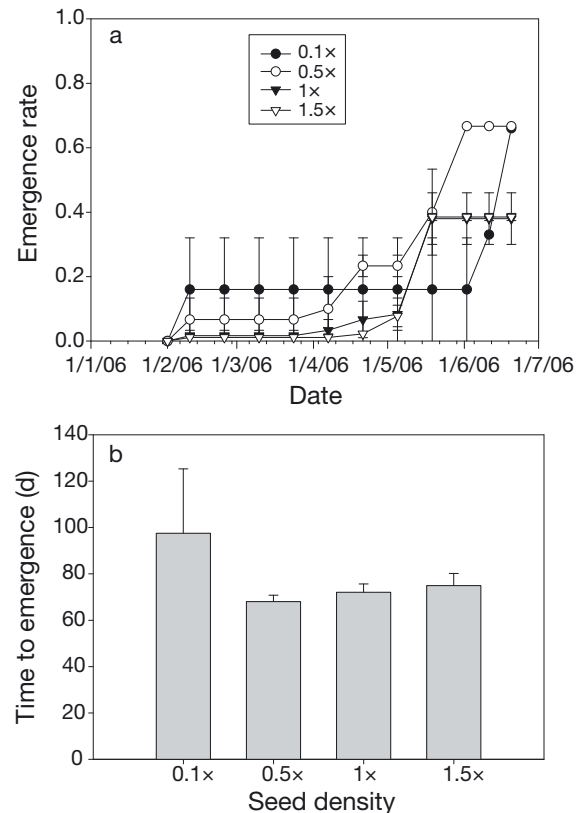 a
1.0
0.8
0.6
0.4
0.2
0.0
Emergence rate
0.1×
0.5×
1×
1.5×
1/1/06 1/2/06 1/3/06 1/4/06 1/5/06 1/6/06 1/7/06
Date
b
140
120
100
80
60
40
20
0
Time to emergence (d)
0.1× 0.5× 1× 1.5×
Seed density